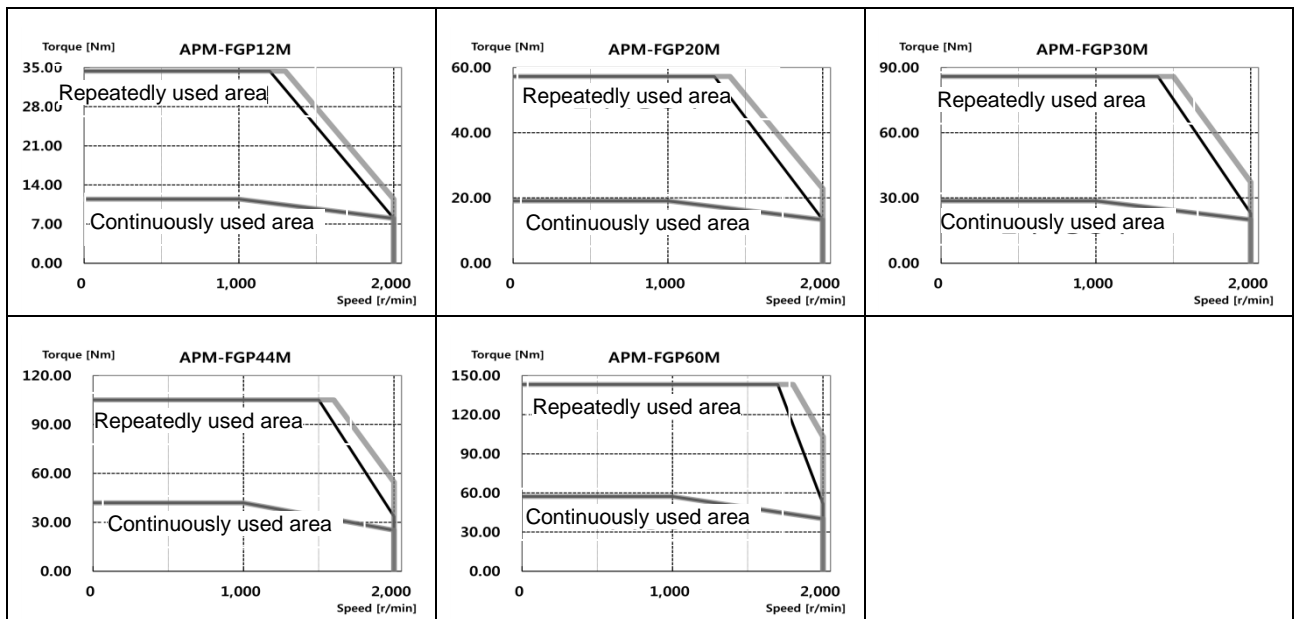 Torque [Nm] APM-FGP12M
35.00
Repeatedly used area
28.00
21.00
14.00
Continuously used area
7.00
0.00
0 1,000 2,000
Speed [r/min]
Torque [Nm] APM-FGP20M
60.00
Repeatedly used area
40.00
20.00
Continuously used area
0.00
0 1,000 2,000
Speed [r/min]
Torque [Nm] APM-FGP30M
90.00
Repeatedly used area
60.00
30.00
Continuously used area
0.00
0 1,000 2,000
Speed [r/min]
Torque [Nm] APM-FGP44M
120.00
Repeatedly used area
90.00
60.00
Continuously used area
30.00
0.00
0 1,000 2,000
Speed [r/min]
Torque [Nm] APM-FGP60M
150.00
Repeatedly used area
120.00
90.00
60.00
Continuously used area
30.00
0.00
0 1,000 2,000
Speed [r/min]